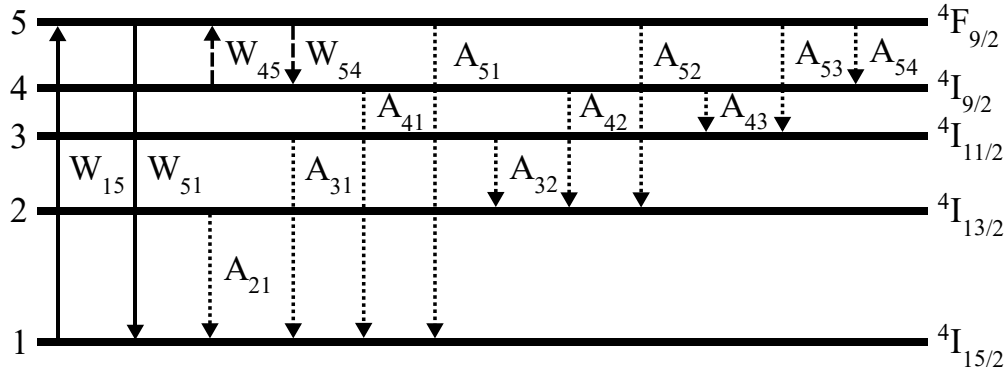 5 ⁴F₉/₂
W₄₅ W₅₄ A₅₁ A₅₂ A₅₃ A₅₄
4 ⁴I₉/₂
A₄₁ A₄₂ A₄₃
3 ⁴I₁₁/₂
W₁₅ W₅₁ A₃₁ A₃₂
2 ⁴I₁₃/₂
A₂₁
1 ⁴I₁₅/₂